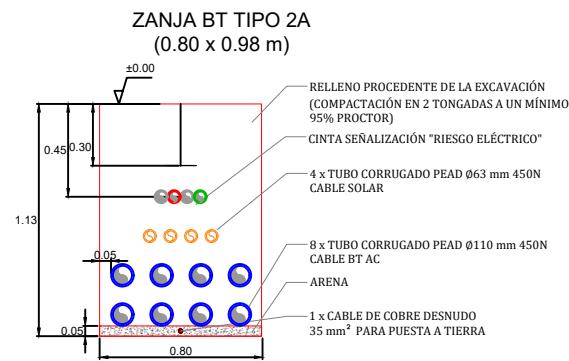 ZANJA BT TIPO 2A
(0.80 x 0.98 m)
±0.00
RELLENO PROCEDENTE DE LA EXCAVACIÓN
(COMPACTACIÓN EN 2 TONGADAS A UN MÍNIMO
95% PROCTOR)
CINTA SEÑALIZACIÓN "RIESGO ELÉCTRICO"
0.45
0.30
4 x TUBO CORRUGADO PEAD Ø63 mm 450N
CABLE SOLAR
1.13
S S S S
0.05
8 x TUBO CORRUGADO PEAD Ø110 mm 450N
CABLE BT AC
ARENA
1 x CABLE DE COBRE DESNUDO
35 mm² PARA PUESTA A TIERRA
0.05
0.80